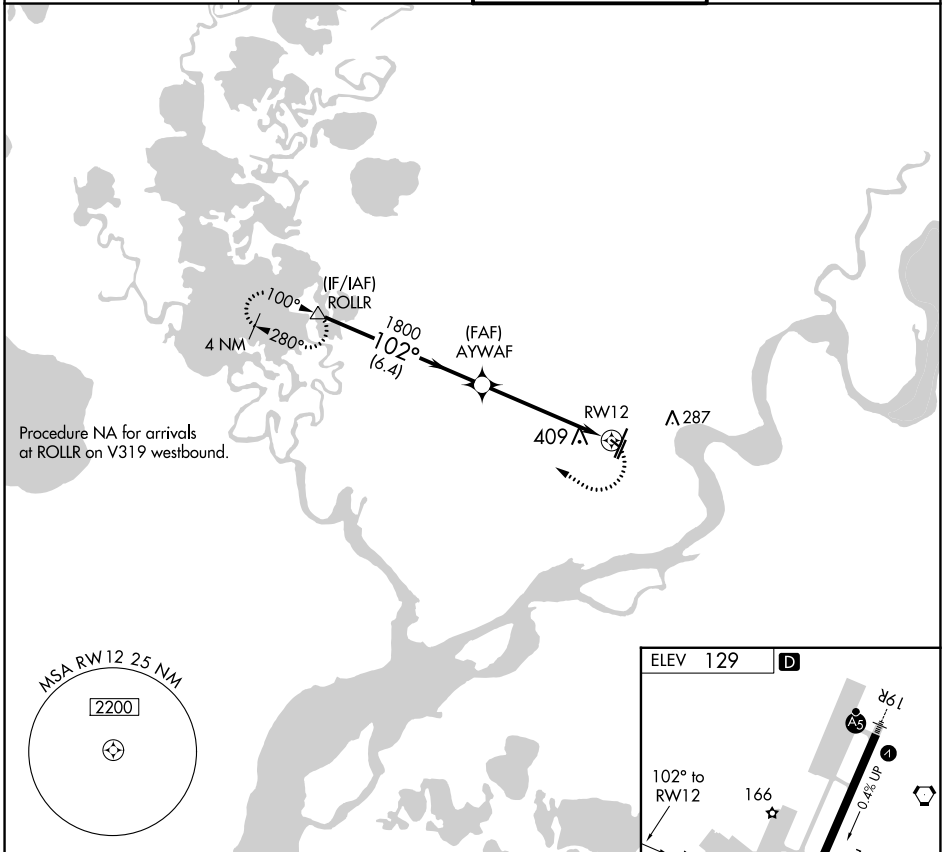 (IF/IAF)
ROLLR
100°
280°
4 NM
1800
102°
(6.4)
(FAF)
AYWAF
RW12
409
287
Procedure NA for arrivals
at ROLLR on V319 westbound.
MSA RW12 25 NM
2200
ELEV 129 D
19R
A5
102° to
RW12
166
0.4% UP